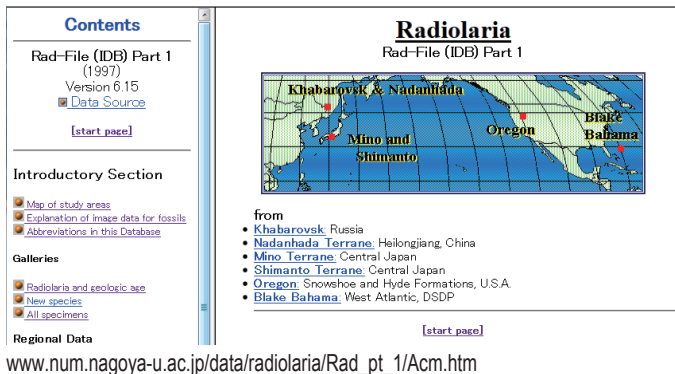 Contents
Rad-File (IDB) Part 1
(1997)
Version 6.15
Data Source
[start page]
Introductory Section
Map of study areas
Explanation of image data for fossils
Abbreviations in this Database
Galleries
Radiolaria and geologic age
New species
All specimens
Regional Data
Radiolaria
Rad-File (IDB) Part 1
Khabarovsk & Nadanhada
Mino and
Shimanto
Oregon
Blake
Bahama
from
Khabarovsk: Russia
Nadanhada Terrane: Heilongjiang, China
Mino Terrane: Central Japan
Shimanto Terrane: Central Japan
Oregon: Snowshoe and Hyde Formations, U.S.A.
Blake Bahama: West Atlantic, DSDP
[start page]
www.num.nagoya-u.ac.jp/data/radiolaria/Rad_pt_1/Acm.htm